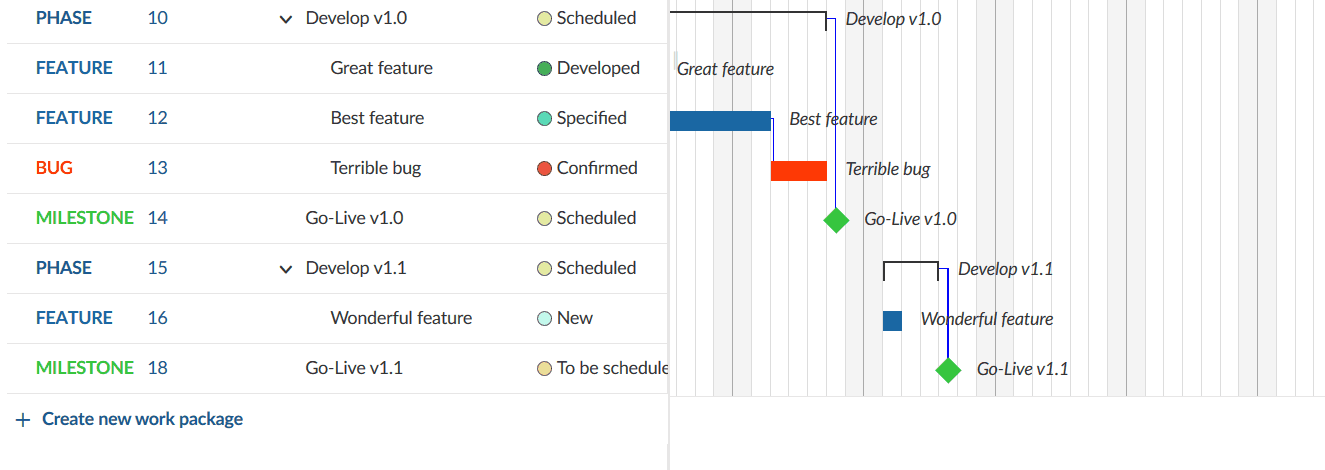 PHASE 10 Develop v1.0 Scheduled Develop v1.0
FEATURE 11 Great feature Developed Great feature
FEATURE 12 Best feature Specified Best feature
BUG 13 Terrible bug Confirmed Terrible bug
MILESTONE 14 Go-Live v1.0 Scheduled Go-Live v1.0
PHASE 15 Develop v1.1 Scheduled Develop v1.1
FEATURE 16 Wonderful feature New Wonderful feature
MILESTONE 18 Go-Live v1.1 To be schedule Go-Live v1.1
+ Create new work package